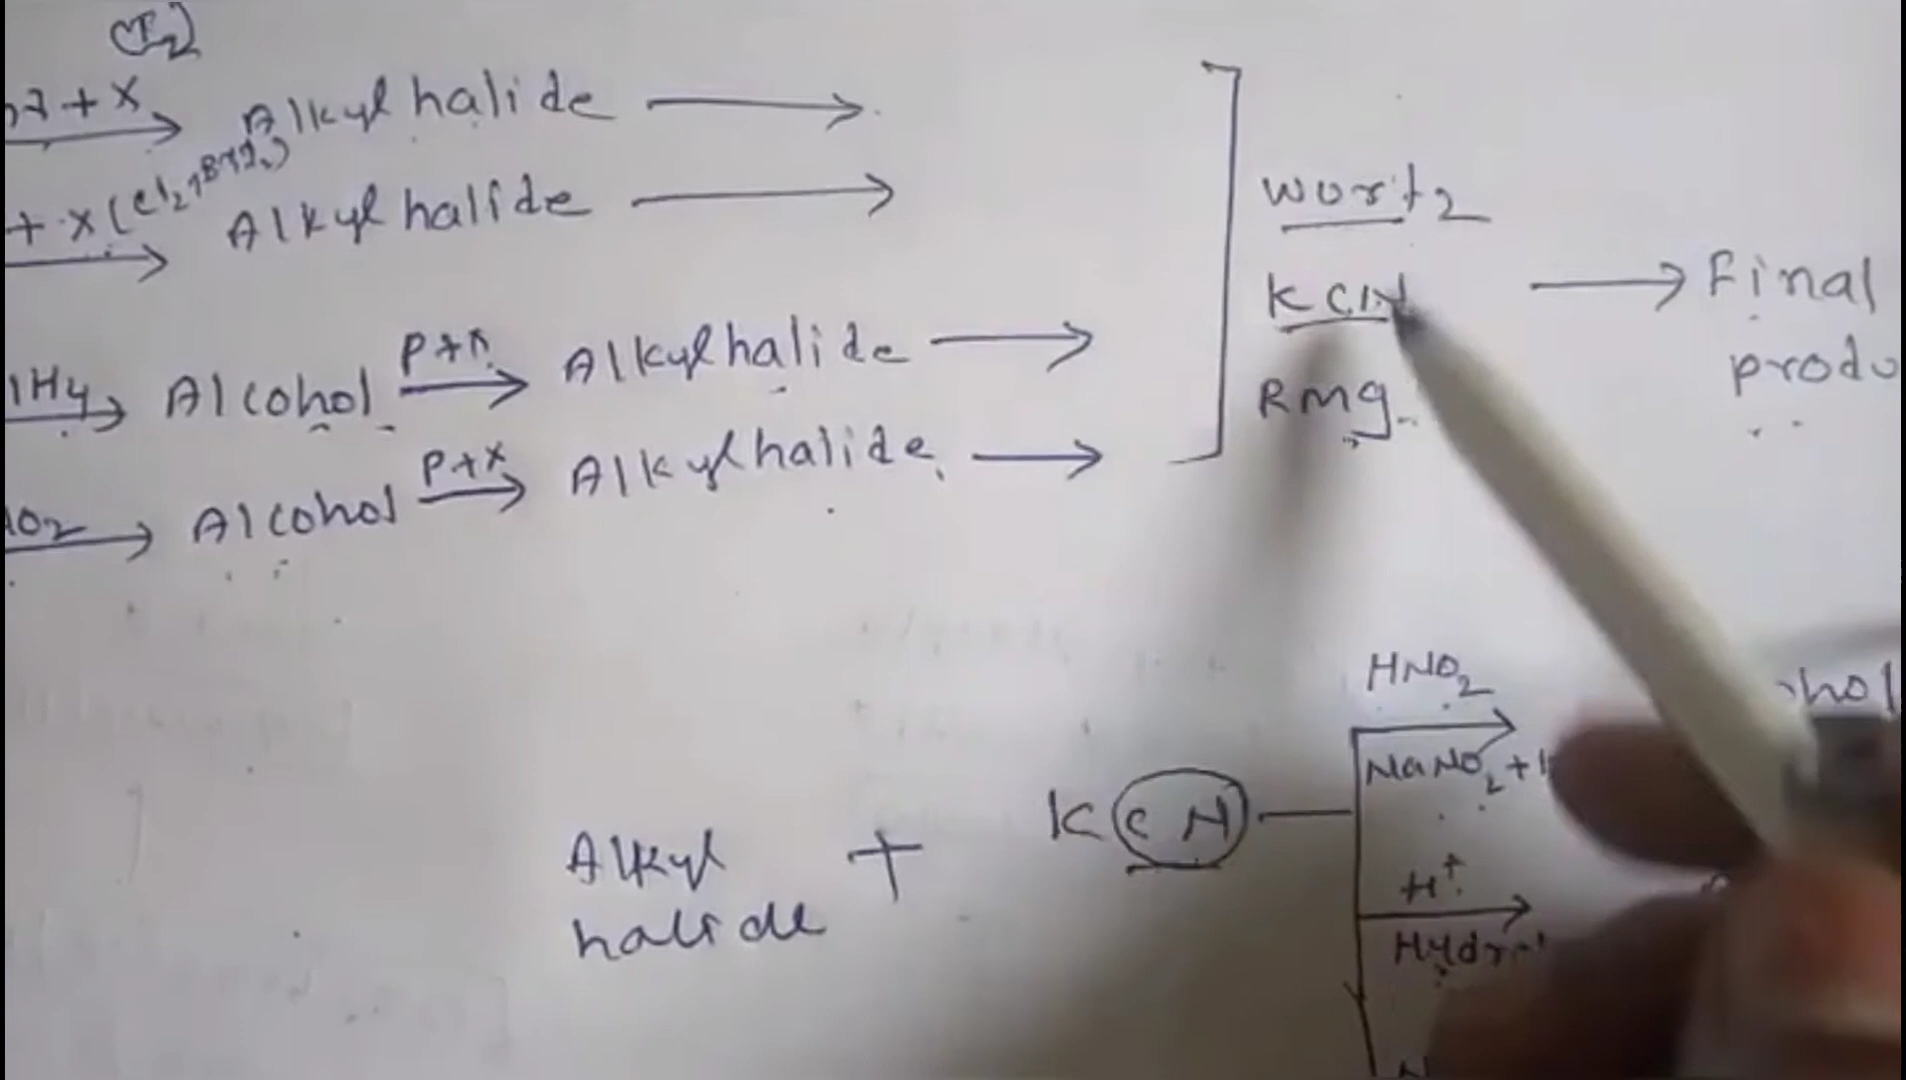 + X Alkyl halide
+ X (Cl2, Br2, Alkyl halide
Wurtz
KCN → Final
produ
Alcohol P+X Alkyl halide
Rmg
Alcohol P+X Alkyl halide
HNO2
hol
NaNO2 +
Alkyl + KCN
halide
H+
Hydr